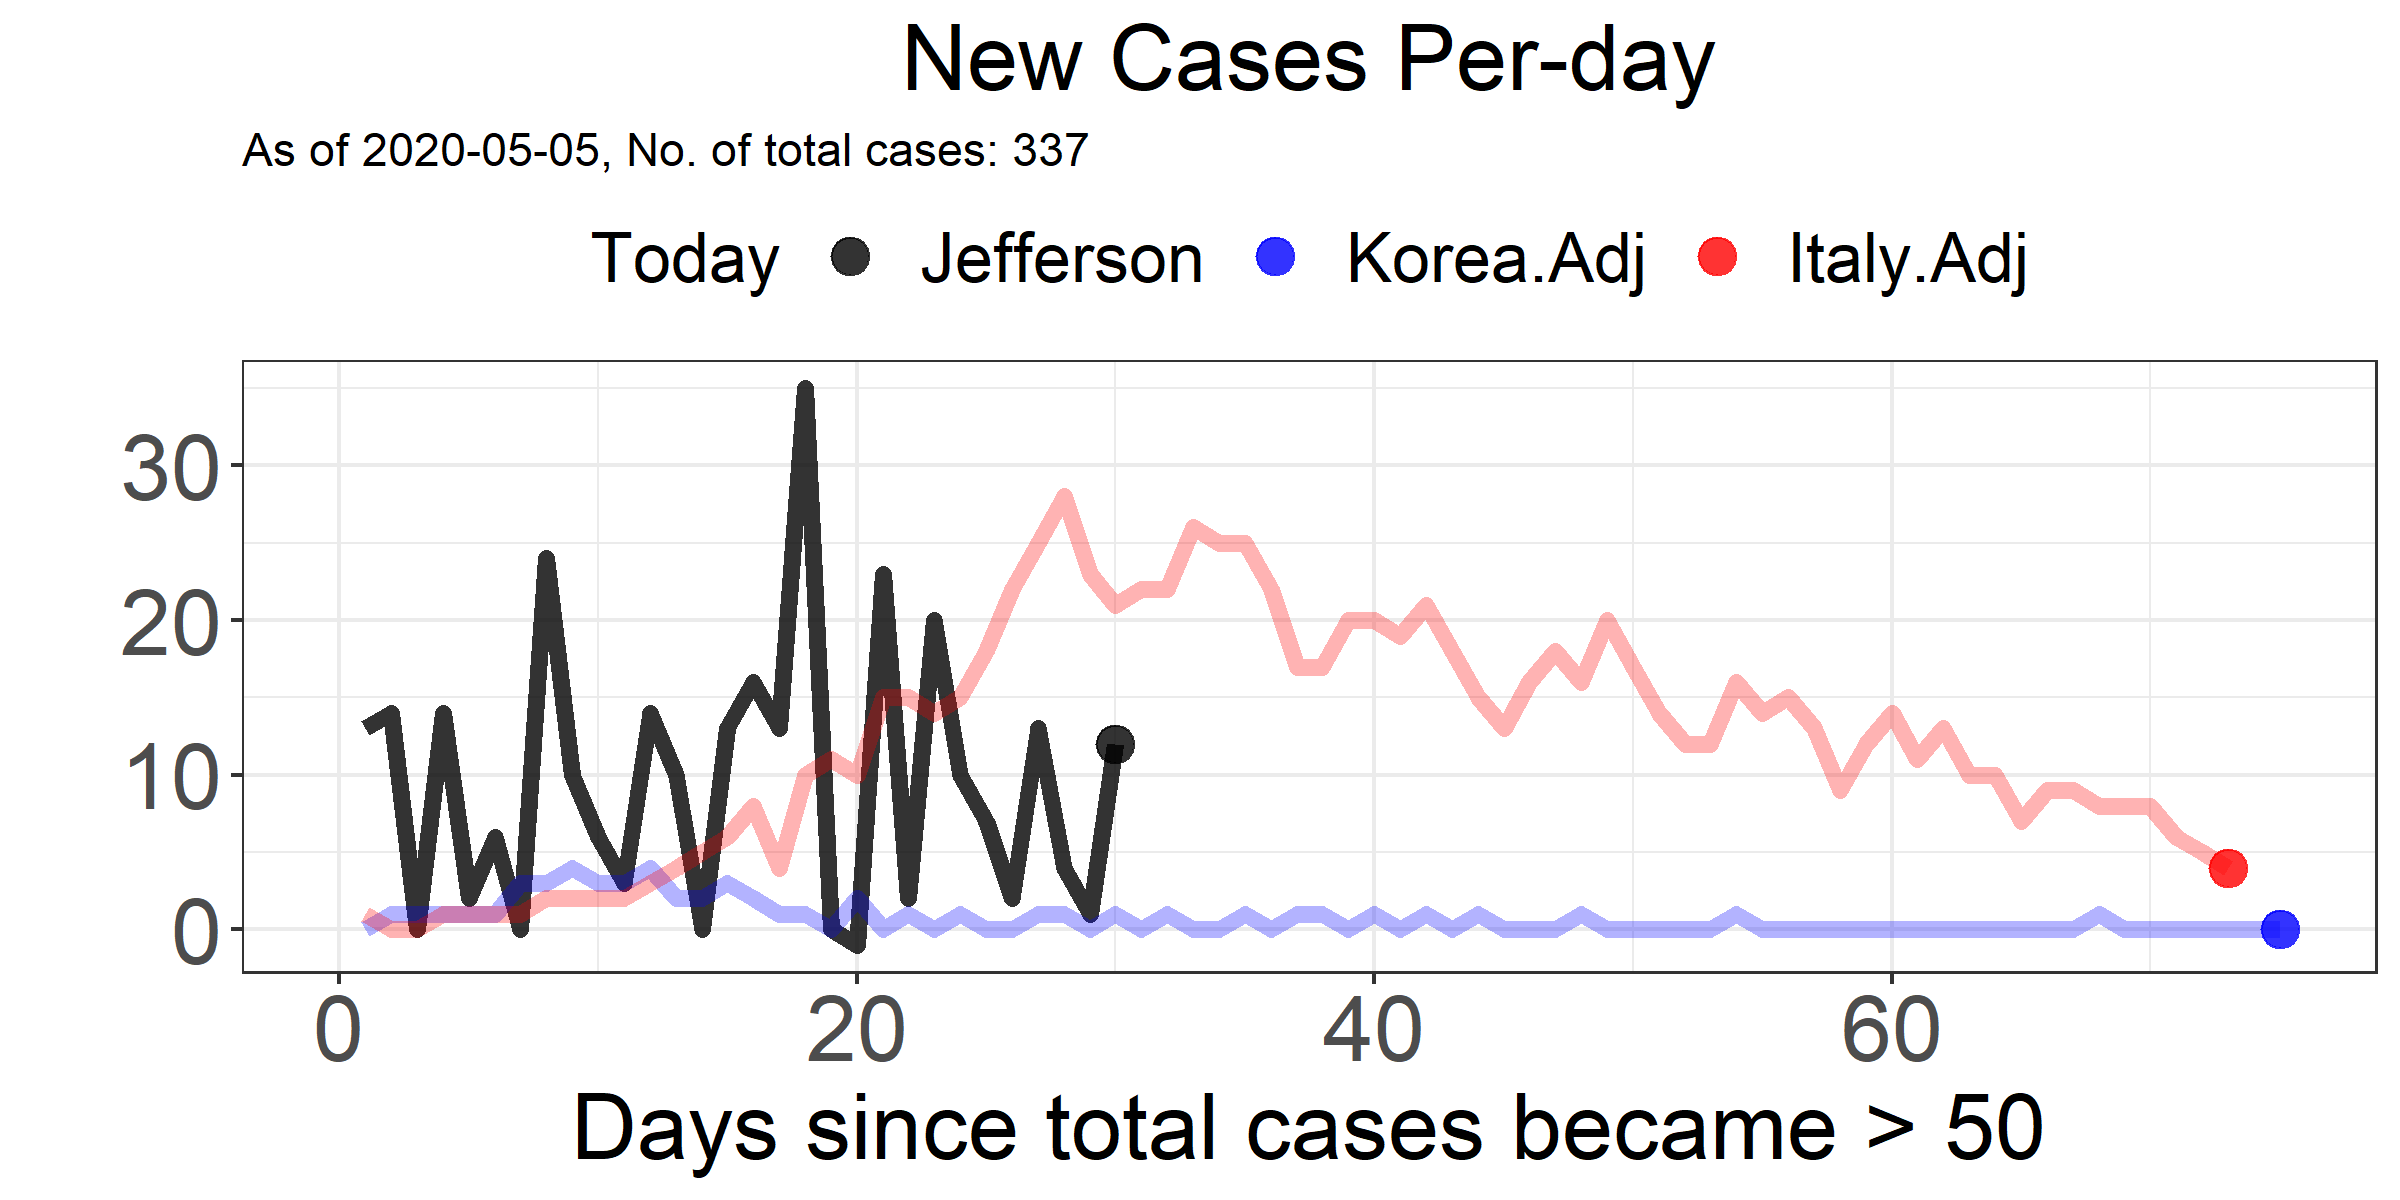 New Cases Per-day
As of 2020-05-05, No. of total cases: 337
Today Jefferson Korea.Adj Italy.Adj
30
20
10
0
0 20 40 60
Days since total cases became > 50